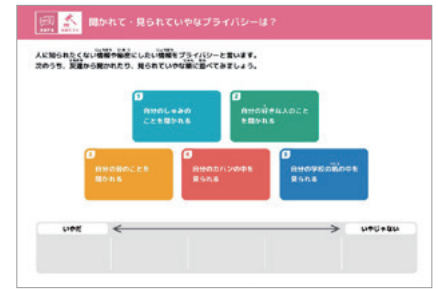 聞かれて・見られていやなプライバシーは？
人に知られたくない情報や秘密にしたい情報をプライバシーと言います。
次のうち、友達から聞かれたり、見られていやな順に並べてみましょう。
1
自分のしゅみの
ことを聞かれる
2
自分の好きな人のこと
を聞かれる
3
自分の親のことを
聞かれる
4
自分のカバンの中を
見られる
5
自分の学校の机の中を
見られる
いやだ
いやじゃない